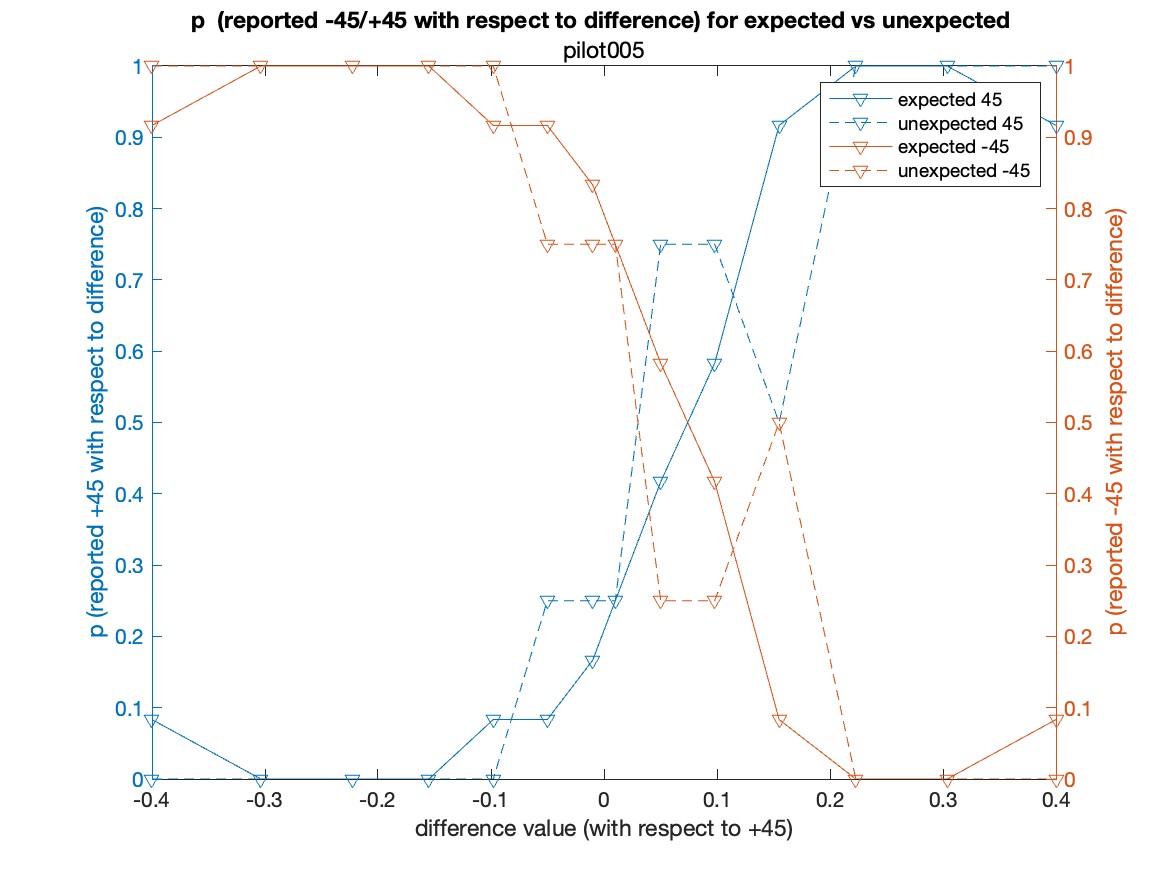 p  (reported -45/+45 with respect to difference) for expected vs unexpected
pilot005
p (reported +45 with respect to difference)
1
0.9
0.8
0.7
0.6
0.5
0.4
0.3
0.2
0.1
0
expected 45
unexpected 45
expected -45
unexpected -45
1
0.9
0.8
0.7
0.6
0.5
0.4
0.3
0.2
0.1
0
p (reported -45 with respect to difference)
-0.4 -0.3 -0.2 -0.1 0 0.1 0.2 0.3 0.4
difference value (with respect to +45)